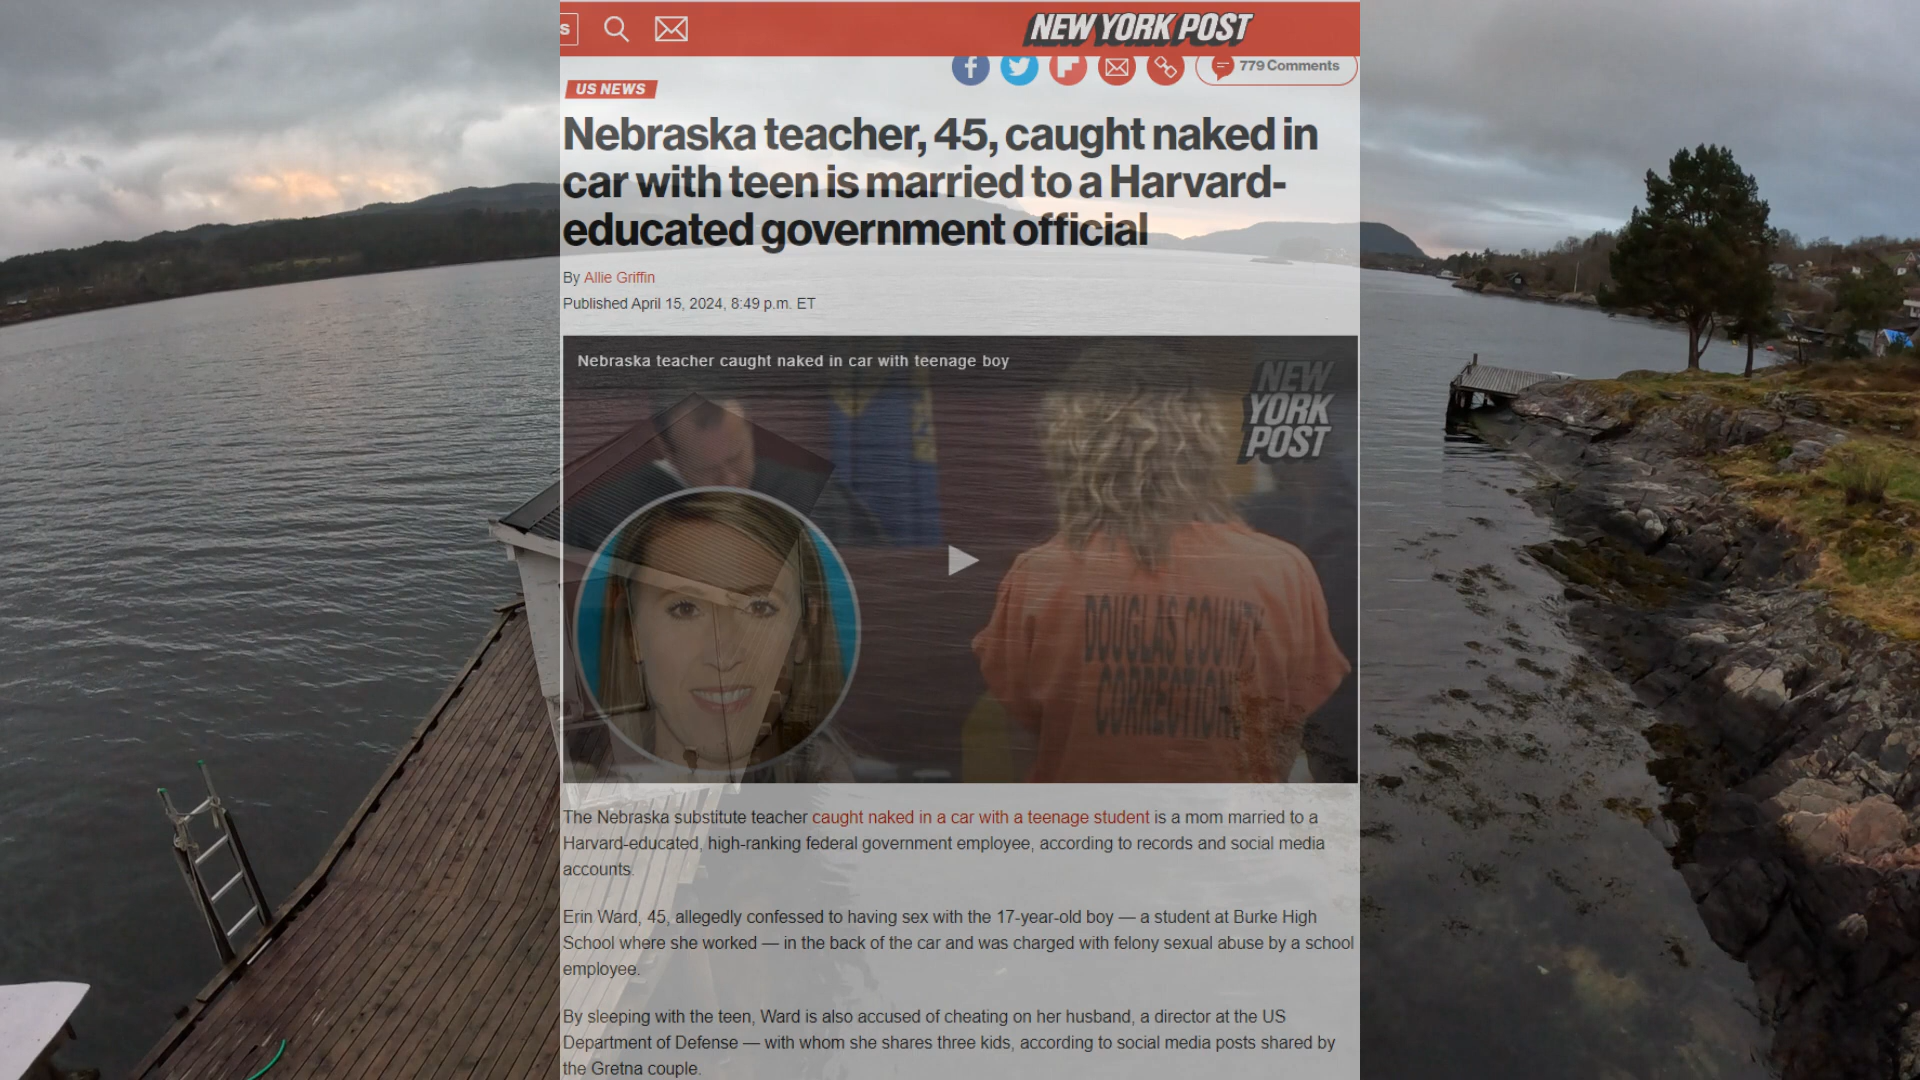 S
NEW YORK POST
779 Comments
US NEWS
Nebraska teacher, 45, caught naked in
car with teen is married to a Harvard-
educated government official
By Allie Griffin
Published April 15, 2024, 8:49 p.m. ET
Nebraska teacher caught naked in car with teenage boy
NEW
YORK
POST
DOUGLAS COUNTY
CORRECTION
The Nebraska substitute teacher caught naked in a car with a teenage student is a mom married to a
Harvard-educated, high-ranking federal government employee, according to records and social media
accounts.
Erin Ward, 45, allegedly confessed to having sex with the 17-year-old boy — a student at Burke High
School where she worked — in the back of the car and was charged with felony sexual abuse by a school
employee.
By sleeping with the teen, Ward is also accused of cheating on her husband, a director at the US
Department of Defense — with whom she shares three kids, according to social media posts shared by
the Gretna couple.